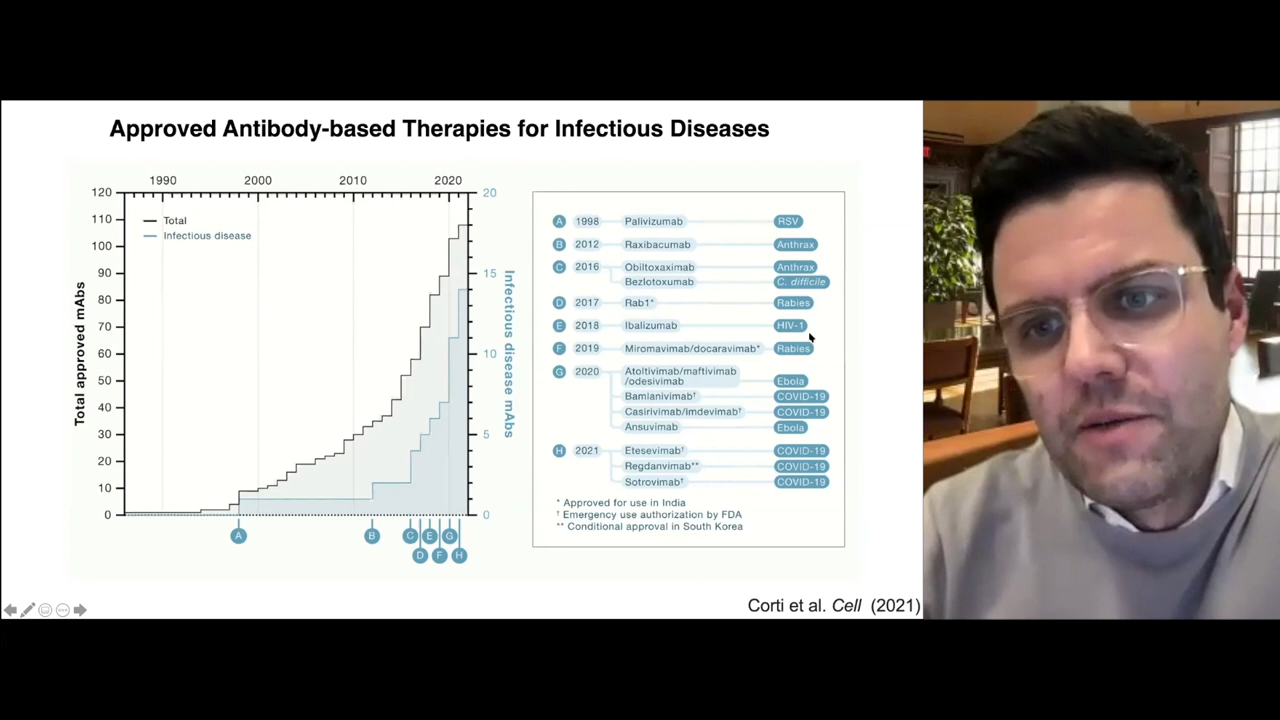 Approved Antibody-based Therapies for Infectious Diseases
1990 2000 2010 2020
120
110
100
90
80
70
60
50
40
30
20
10
0
Total approved mAbs
20
15
10
5
0
Infectious disease mAbs
Total
Infectious disease
A B C E G
D F H
A 1998 Palivizumab RSV
B 2012 Raxibacumab Anthrax
C 2016 Obiltoxaximab Anthrax
Bezlotoxumab C. difficile
D 2017 Rab1* Rabies
E 2018 Ibalizumab HIV-1
F 2019 Miromavimab/docaravimab* Rabies
G 2020 Atoltivimab/maftivimab
/odesivimab Ebola
Bamlanivimab† COVID-19
Casirivimab/imdevimab† COVID-19
Ansuvimab Ebola
H 2021 Etesevimab† COVID-19
Regdanvimab** COVID-19
Sotrovimab† COVID-19
* Approved for use in India
† Emergency use authorization by FDA
** Conditional approval in South Korea
Corti et al. Cell (2021)